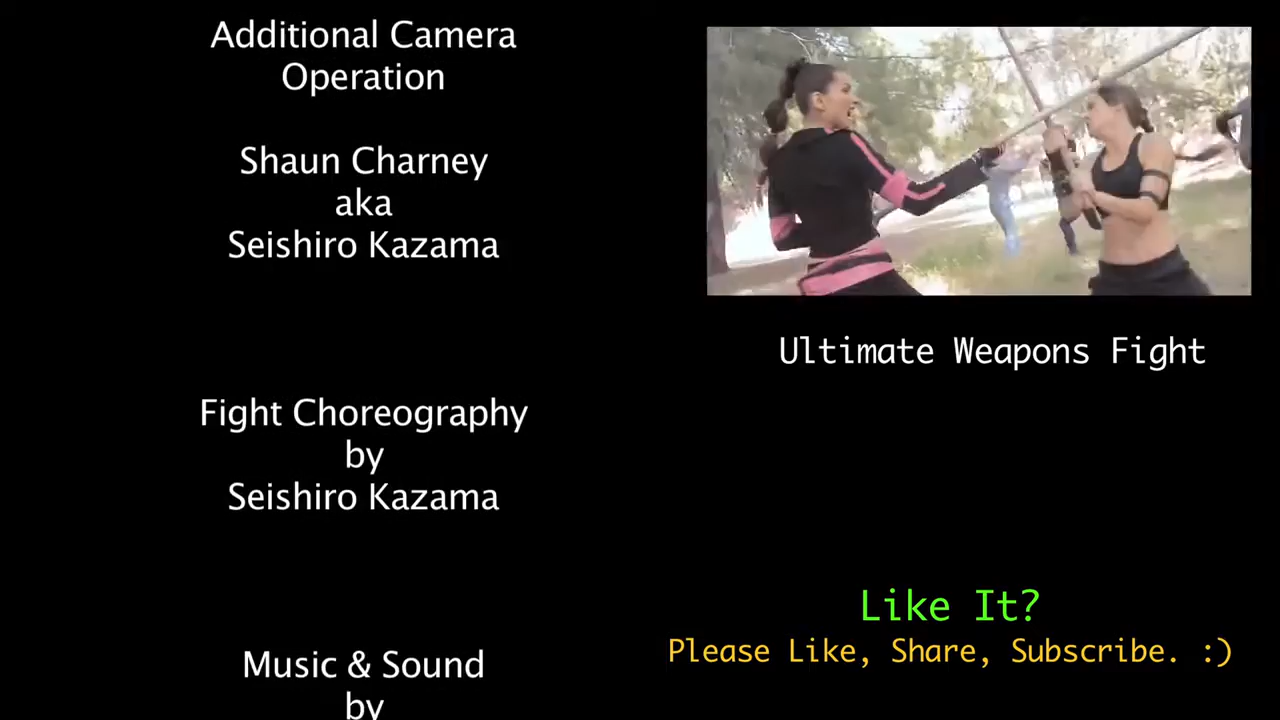 Additional Camera
Operation
Shaun Charney
aka
Seishiro Kazama
Fight Choreography
by
Seishiro Kazama
Music & Sound
by
Ultimate Weapons Fight
Like It?
Please Like, Share, Subscribe. :)